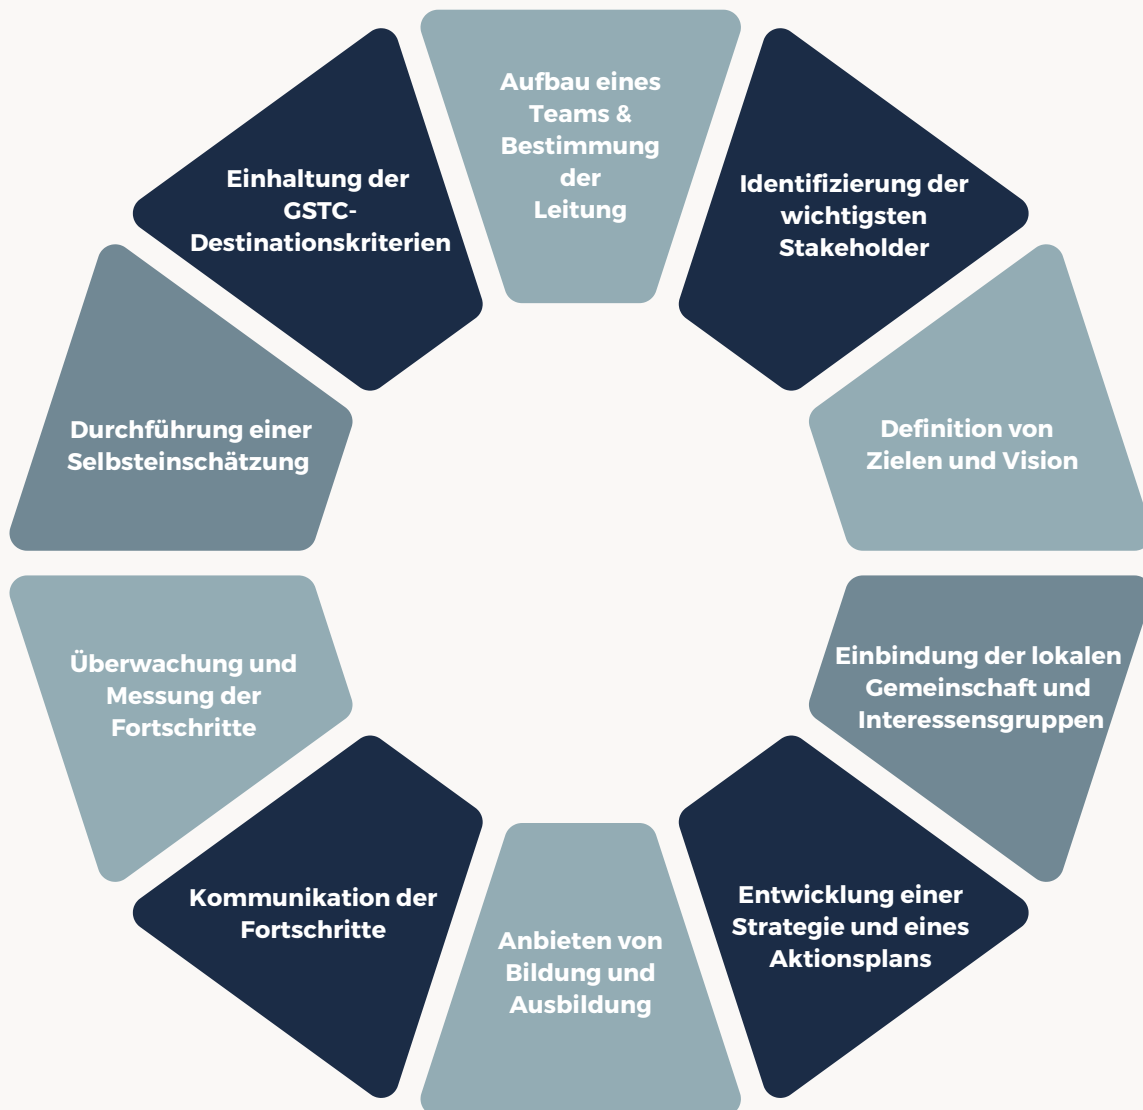 Aufbau eines
Teams &
Bestimmung
der
Leitung
Identifizierung der
wichtigsten
Stakeholder
Definition von
Zielen und Vision
Einbindung der lokalen
Gemeinschaft und
Interessensgruppen
Entwicklung einer
Strategie und eines
Aktionsplans
Anbieten von
Bildung und
Ausbildung
Kommunikation der
Fortschritte
Überwachung und
Messung der
Fortschritte
Durchführung einer
Selbsteinschätzung
Einhaltung der
GSTC-
Destinationskriterien